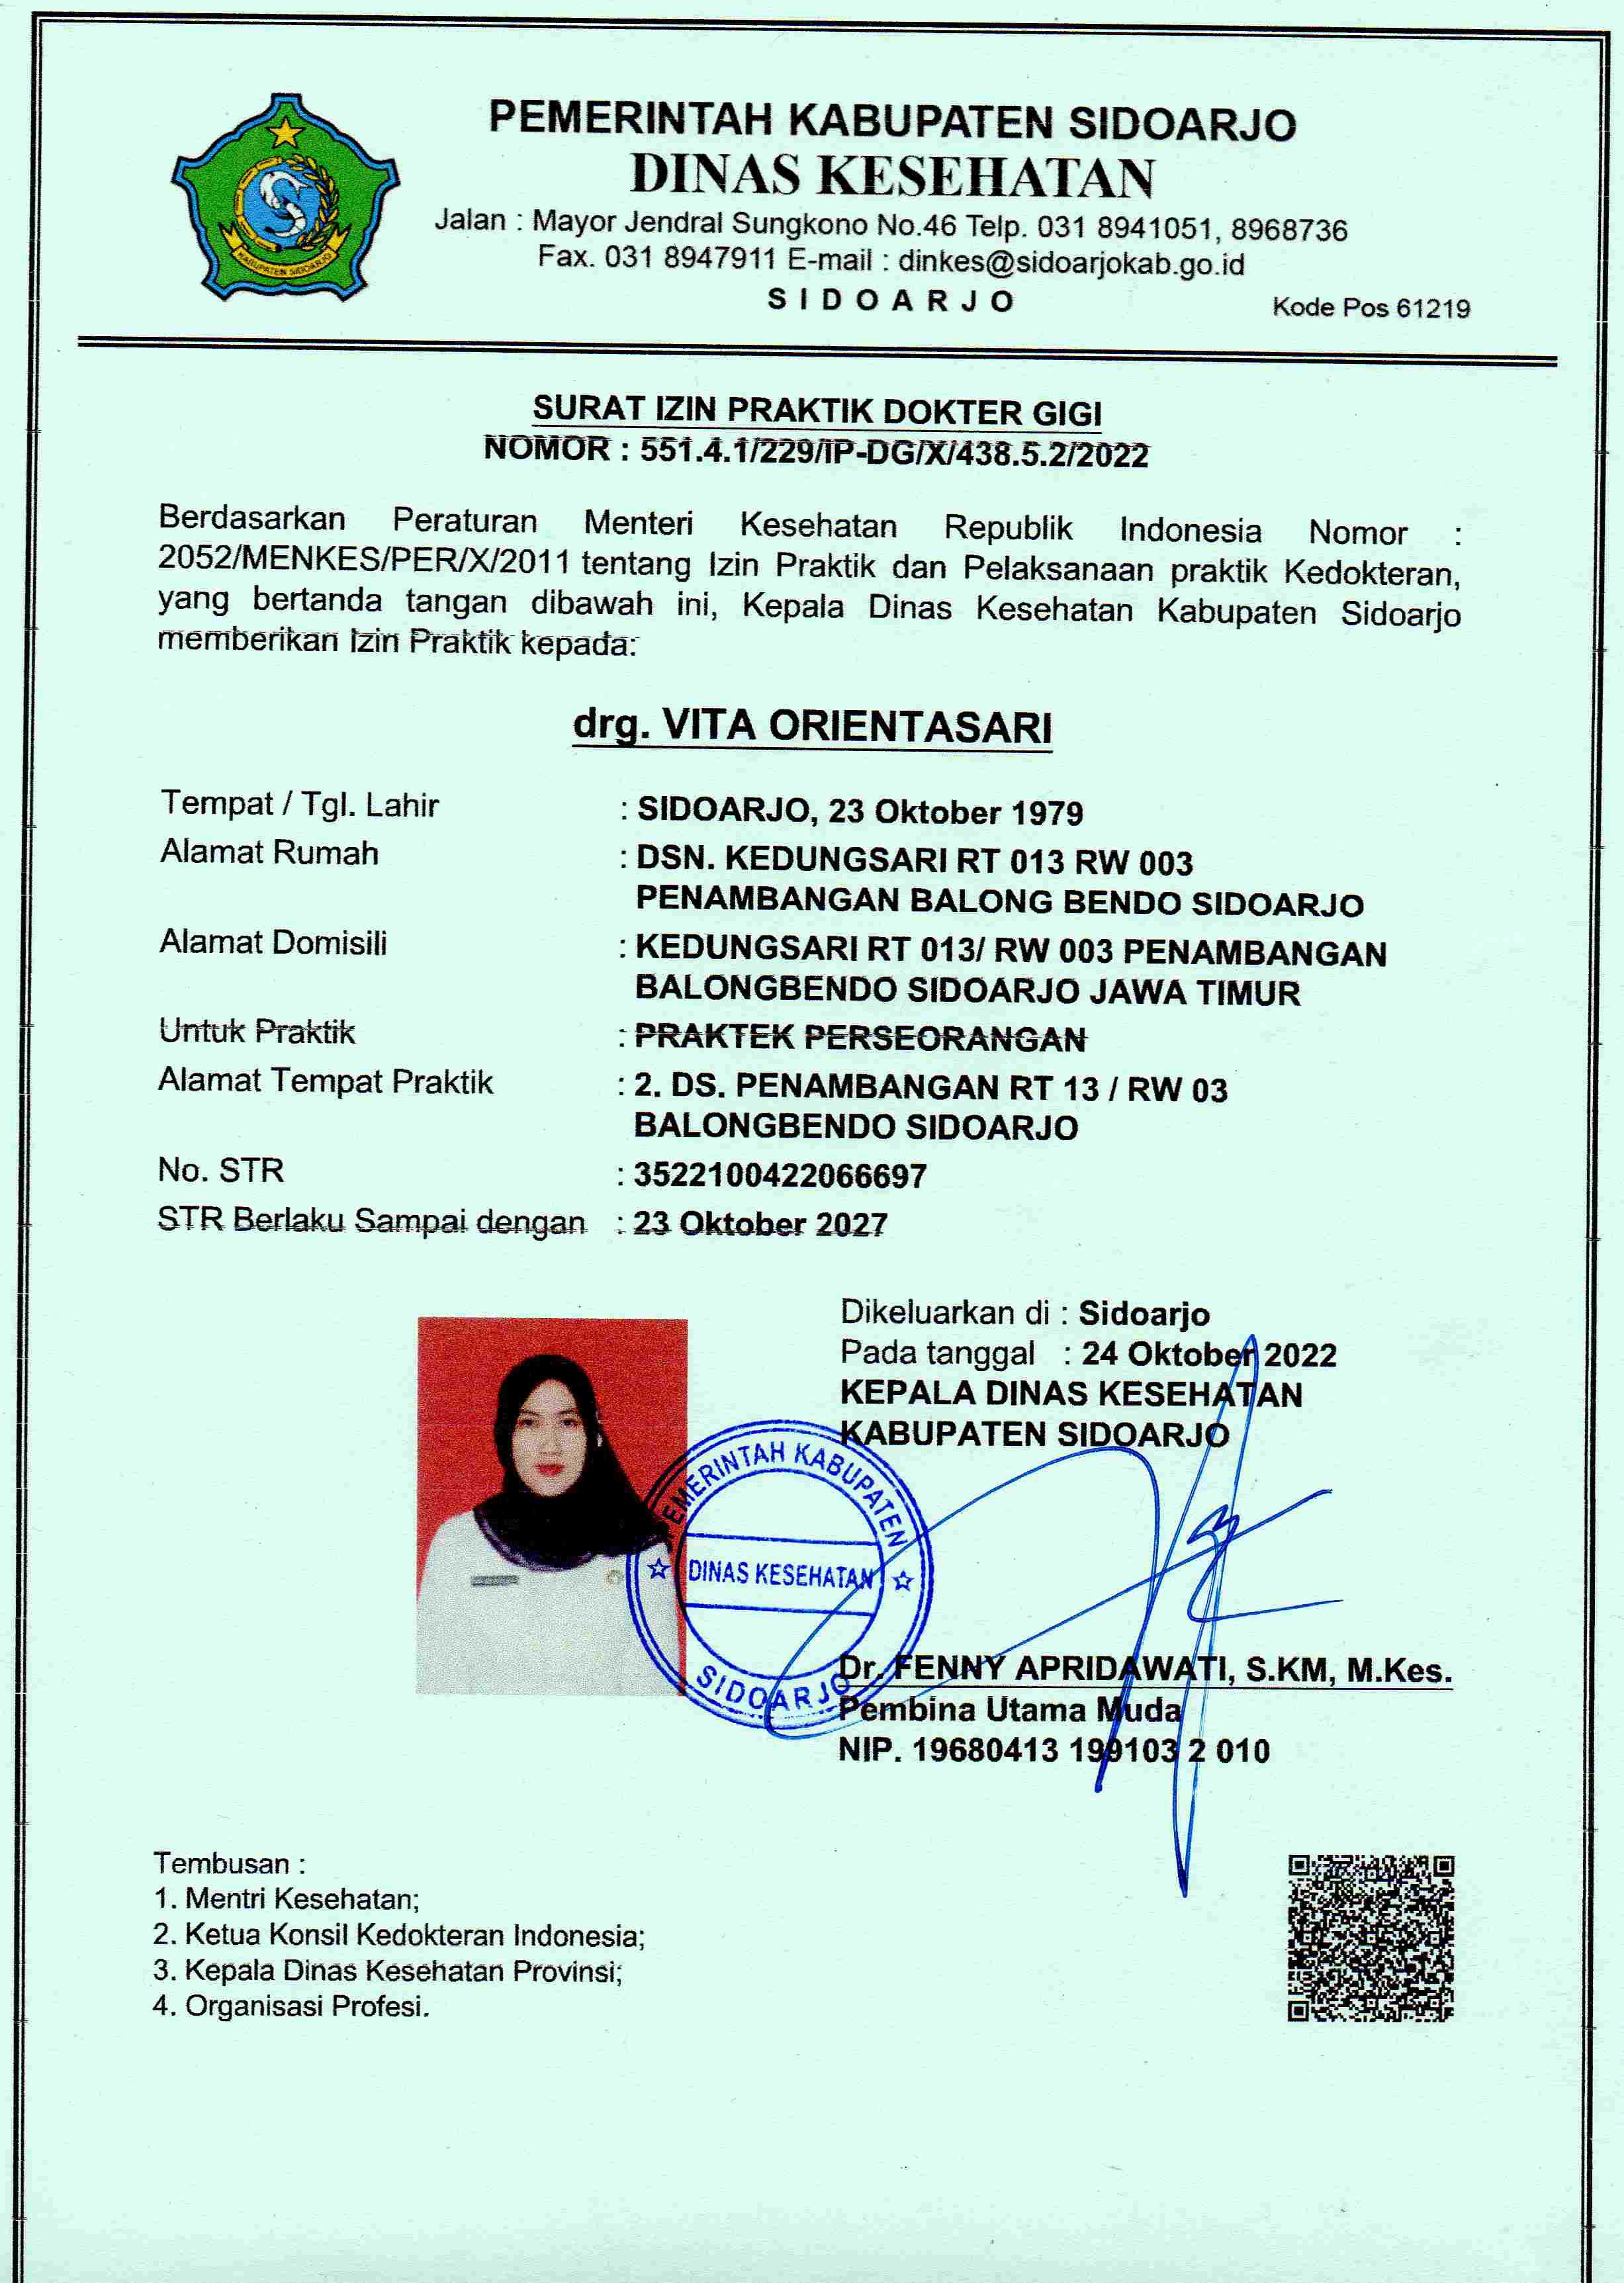 PEMERINTAH KABUPATEN SIDOARJO
DINAS KESEHATAN
Jalan : Mayor Jendral Sungkono No.46 Telp. 031 8941051, 8968736
Fax. 031 8947911 E-mail : dinkes@sidoarjokab.go.id
S I D O A R J O
Kode Pos 61219
KABUPATEN SIDOARJO
SURAT IZIN PRAKTIK DOKTER GIGI
NOMOR : 551.4.1/229/IP-DG/X/438.5.2/2022
Berdasarkan Peraturan Menteri Kesehatan Republik Indonesia Nomor :
2052/MENKES/PER/X/2011 tentang Izin Praktik dan Pelaksanaan praktik Kedokteran,
yang bertanda tangan dibawah ini, Kepala Dinas Kesehatan Kabupaten Sidoarjo
memberikan Izin Praktik kepada:
drg. VITA ORIENTASARI
Tempat / Tgl. Lahir : SIDOARJO, 23 Oktober 1979
Alamat Rumah : DSN. KEDUNGSARI RT 013 RW 003
PENAMBANGAN BALONG BENDO SIDOARJO
Alamat Domisili : KEDUNGSARI RT 013/ RW 003 PENAMBANGAN
BALONGBENDO SIDOARJO JAWA TIMUR
Untuk Praktik : PRAKTEK PERSEORANGAN
Alamat Tempat Praktik : 2. DS. PENAMBANGAN RT 13 / RW 03
BALONGBENDO SIDOARJO
No. STR : 3522100422066697
STR Berlaku Sampai dengan : 23 Oktober 2027
Dikeluarkan di : Sidoarjo
Pada tanggal : 24 Oktober 2022
KEPALA DINAS KESEHATAN
KABUPATEN SIDOARJO
PEMERINTAH KABUPATEN
DINAS KESEHATAN
SIDOARJO
Dr. FENNY APRIDAWATI, S.KM, M.Kes.
Pembina Utama Muda
NIP. 19680413 199103 2 010
Tembusan :
1. Mentri Kesehatan;
2. Ketua Konsil Kedokteran Indonesia;
3. Kepala Dinas Kesehatan Provinsi;
4. Organisasi Profesi.